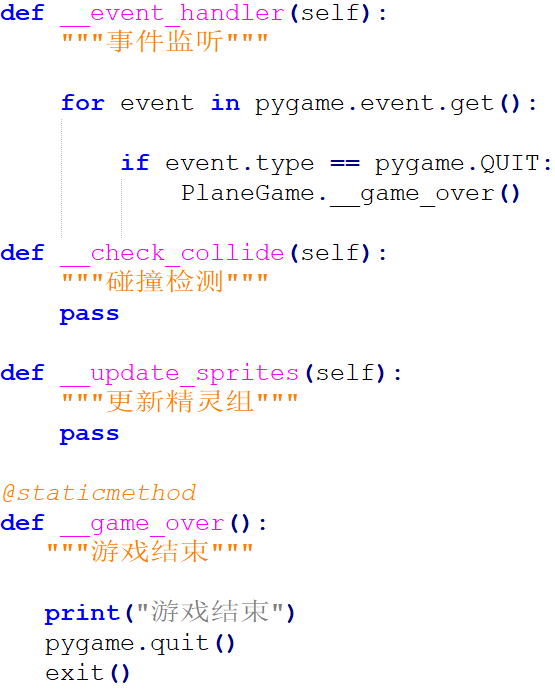 def __event_handler(self):
    """事件监听"""
    for event in pygame.event.get():
        if event.type == pygame.QUIT:
            PlaneGame.__game_over()
def __check_collide(self):
    """碰撞检测"""
    pass
def __update_sprites(self):
    """更新精灵组"""
    pass
@staticmethod
def __game_over():
   """游戏结束"""
   print("游戏结束")
   pygame.quit()
   exit()